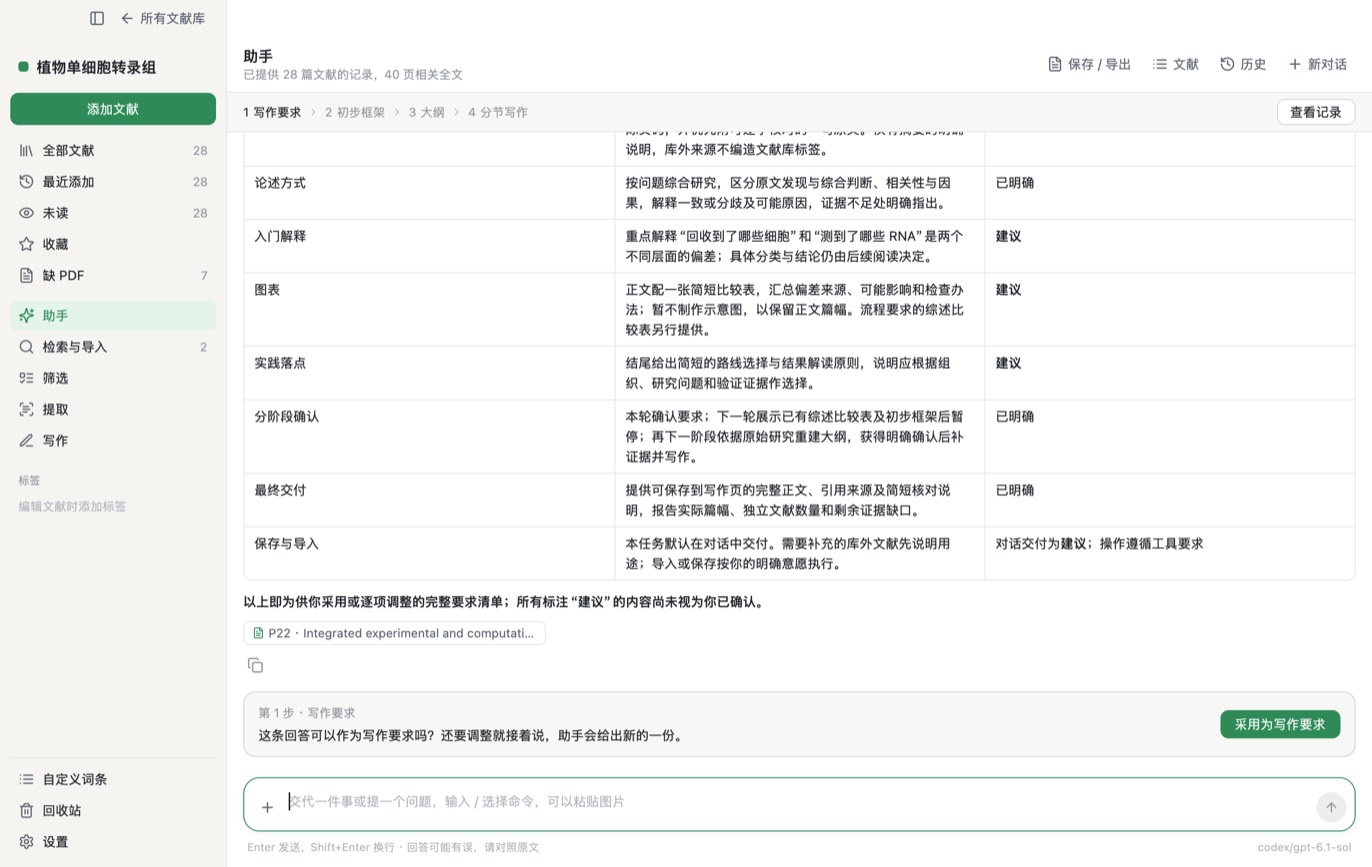 所有文献库
植物单细胞转录组
添加文献
全部文献 28
最近添加 28
未读 28
收藏
缺 PDF 7
助手
检索与导入 2
筛选
提取
写作
标签
编辑文献时添加标签
自定义词条
回收站
设置
助手
已提供 28 篇文献的记录，40 页相关全文
保存 / 导出 文献 历史 新对话
1 写作要求 › 2 初步框架 › 3 大纲 › 4 分节写作
查看记录
说明，库外来源不编造文献库标签。
论述方式
按问题综合研究，区分原文发现与综合判断、相关性与因
果，解释一致或分歧及可能原因，证据不足处明确指出。
已明确
入门解释
重点解释“回收到了哪些细胞”和“测到了哪些 RNA”是两个
不同层面的偏差；具体分类与结论仍由后续阅读决定。
建议
图表
正文配一张简短比较表，汇总偏差来源、可能影响和检查办
法；暂不制作示意图，以保留正文篇幅。流程要求的综述比
较表另行提供。
建议
实践落点
结尾给出简短的路线选择与结果解读原则，说明应根据组
织、研究问题和验证证据作选择。
建议
分阶段确认
本轮确认要求；下一轮展示已有综述比较表及初步框架后暂
停；再下一阶段依据原始研究重建大纲，获得明确确认后补
证据并写作。
已明确
最终交付
提供可保存到写作页的完整正文、引用来源及简短核对说
明，报告实际篇幅、独立文献数量和剩余证据缺口。
已明确
保存与导入
本任务默认在对话中交付。需要补充的库外文献先说明用
途；导入或保存按你的明确意愿执行。
对话交付为建议；操作遵循工具要求
以上即为供你采用或逐项调整的完整要求清单；所有标注“建议”的内容尚未视为你已确认。
P22 · Integrated experimental and computati...
第 1 步 · 写作要求
这条回答可以作为写作要求吗？还要调整就接着说，助手会给出新的一份。
采用为写作要求
交代一件事或提一个问题，输入 / 选择命令，可以粘贴图片
Enter 发送，Shift+Enter 换行 · 回答可能有误，请对照原文
codex/gpt-6.1-sol